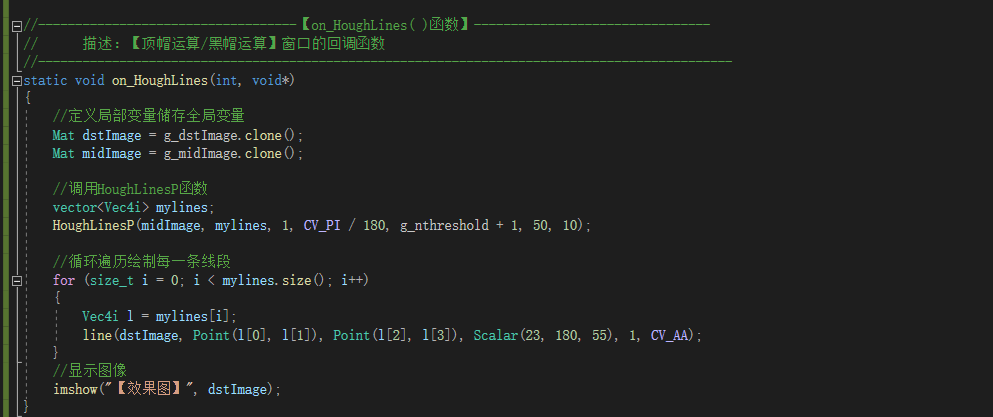 //-----------------------------------【on_HoughLines( )函数】--------------------------------
//      描述：【顶帽运算/黑帽运算】窗口的回调函数
//----------------------------------------------------------------------------------------------
static void on_HoughLines(int, void*)
{
    //定义局部变量储存全局变量
    Mat dstImage = g_dstImage.clone();
    Mat midImage = g_midImage.clone();

    //调用HoughLinesP函数
    vector<Vec4i> mylines;
    HoughLinesP(midImage, mylines, 1, CV_PI / 180, g_nthreshold + 1, 50, 10);

    //循环遍历绘制每一条线段
    for (size_t i = 0; i < mylines.size(); i++)
    {
        Vec4i l = mylines[i];
        line(dstImage, Point(l[0], l[1]), Point(l[2], l[3]), Scalar(23, 180, 55), 1, CV_AA);
    }
    //显示图像
    imshow("【效果图】", dstImage);
}